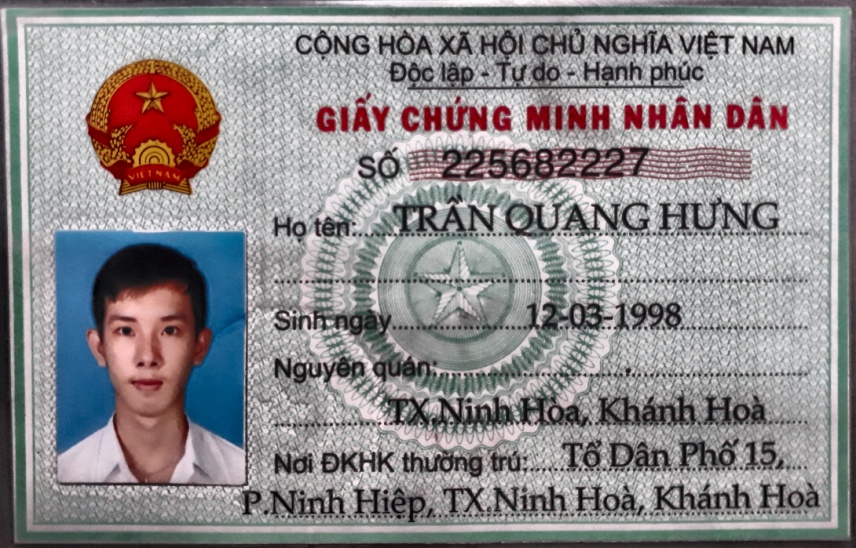 CỘNG HÒA XÃ HỘI CHỦ NGHĨA VIỆT NAM
Độc lập - Tự do - Hạnh phúc
GIẤY CHỨNG MINH NHÂN DÂN
SỐ 225682227
Họ tên: TRẦN QUANG HƯNG
Sinh ngày 12-03-1998
Nguyên quán: ,
TX.Ninh Hòa, Khánh Hoà
Nơi ĐKHK thường trú: Tổ Dân Phố 15,
P.Ninh Hiệp, TX.Ninh Hoà, Khánh Hoà
VIỆT NAM